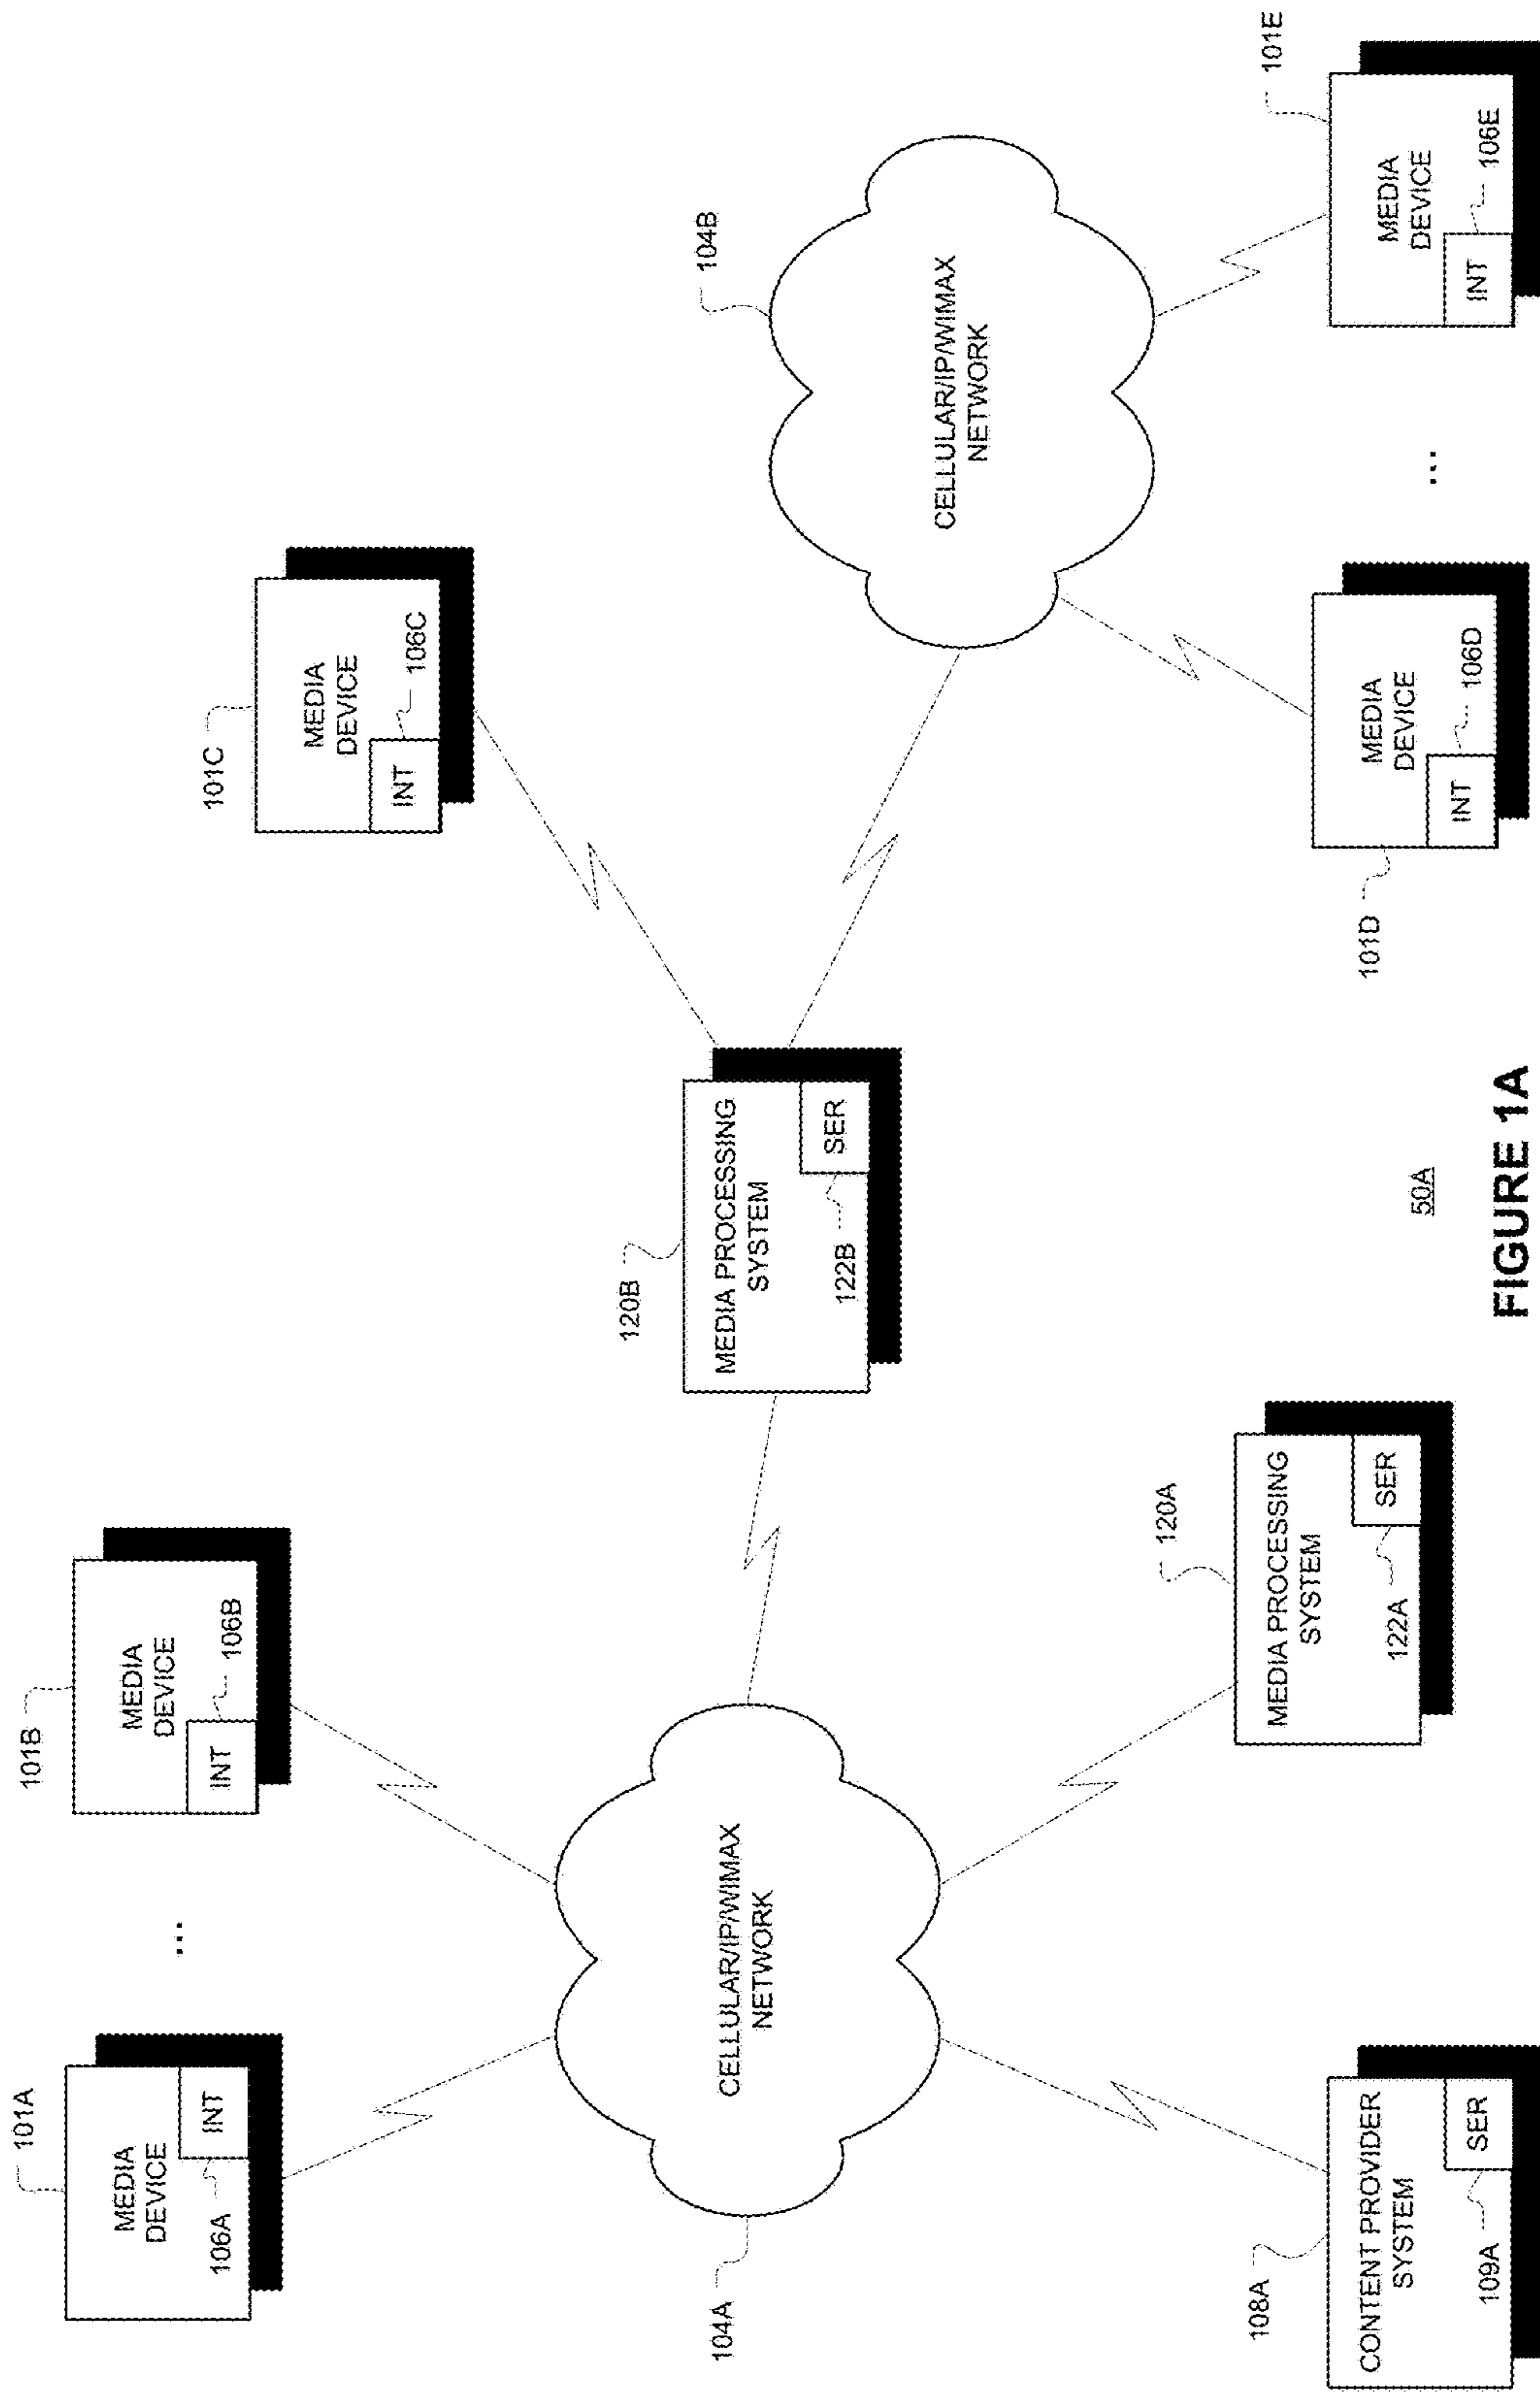 101A
MEDIA
DEVICE
INT
106A
...
101B
MEDIA
DEVICE
INT
106B
101C
MEDIA
DEVICE
INT
106C
104A
CELLULAR/IP/WIMAX
NETWORK
120B
MEDIA PROCESSING
SYSTEM
SER
122B
104B
CELLULAR/IP/WIMAX
NETWORK
108A
CONTENT PROVIDER
SYSTEM
SER
109A
120A
MEDIA PROCESSING
SYSTEM
SER
122A
101D
MEDIA
DEVICE
INT
106D
...
101E
MEDIA
DEVICE
INT
106E
50A
FIGURE 1A